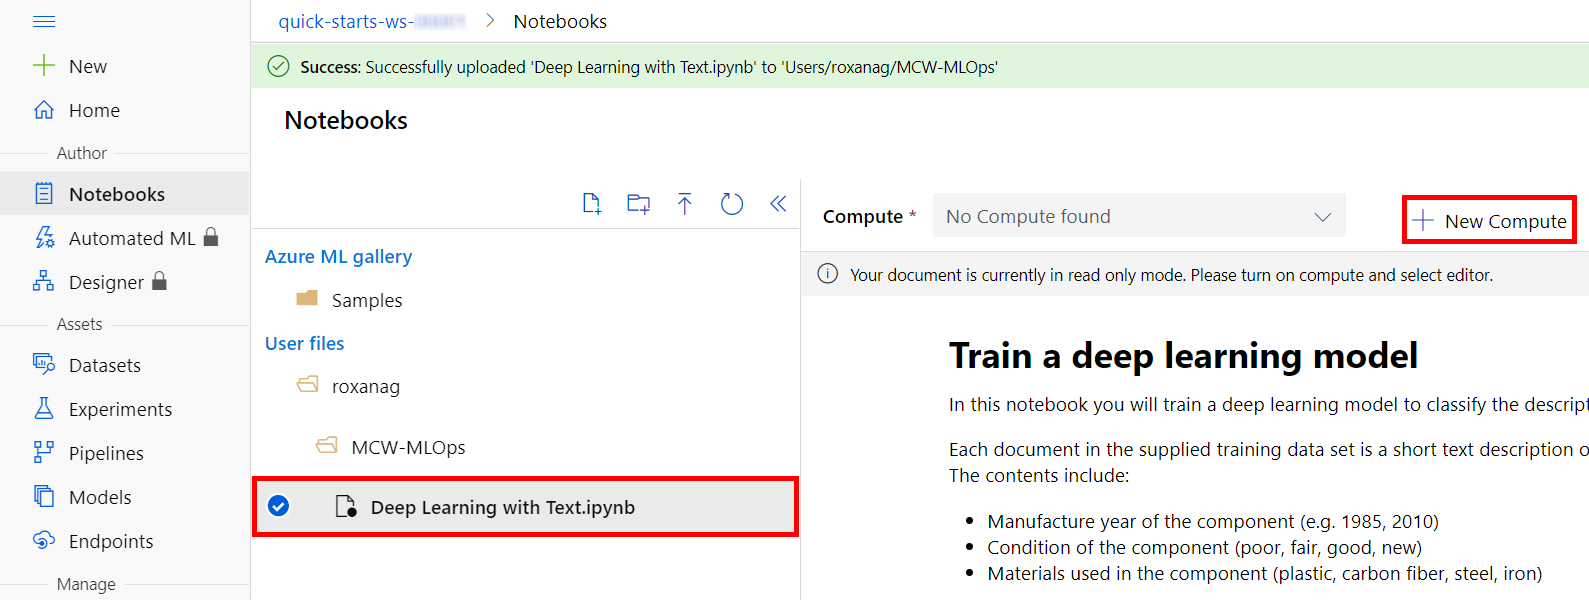 quick-starts-ws- > Notebooks
Success: Successfully uploaded 'Deep Learning with Text.ipynb' to 'Users/roxanag/MCW-MLOps'
New
Home
Author
Notebooks
Automated ML
Designer
Assets
Datasets
Experiments
Pipelines
Models
Endpoints
Manage
Notebooks
Azure ML gallery
Samples
User files
roxanag
MCW-MLOps
Deep Learning with Text.ipynb
Compute * No Compute found
New Compute
Your document is currently in read only mode. Please turn on compute and select editor.
Train a deep learning model
In this notebook you will train a deep learning model to classify the descript
Each document in the supplied training data set is a short text description o
The contents include:
• Manufacture year of the component (e.g. 1985, 2010)
• Condition of the component (poor, fair, good, new)
• Materials used in the component (plastic, carbon fiber, steel, iron)